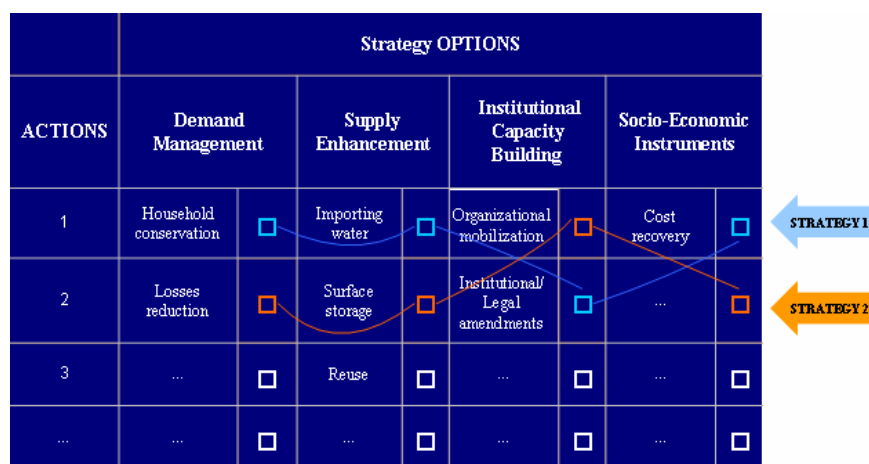 Strategy OPTIONS
ACTIONS
Demand
Management
Supply
Enhancement
Institutional
Capacity
Building
Socio-Economic
Instruments
1
Household
conservation
Importing
water
Organizational
mobilization
Cost
recovery
STRATEGY 1
2
Losses
reduction
Surface
storage
Institutional/
Legal
amendments
...
STRATEGY 2
3
...
Reuse
...
...
...
...
...
...
...